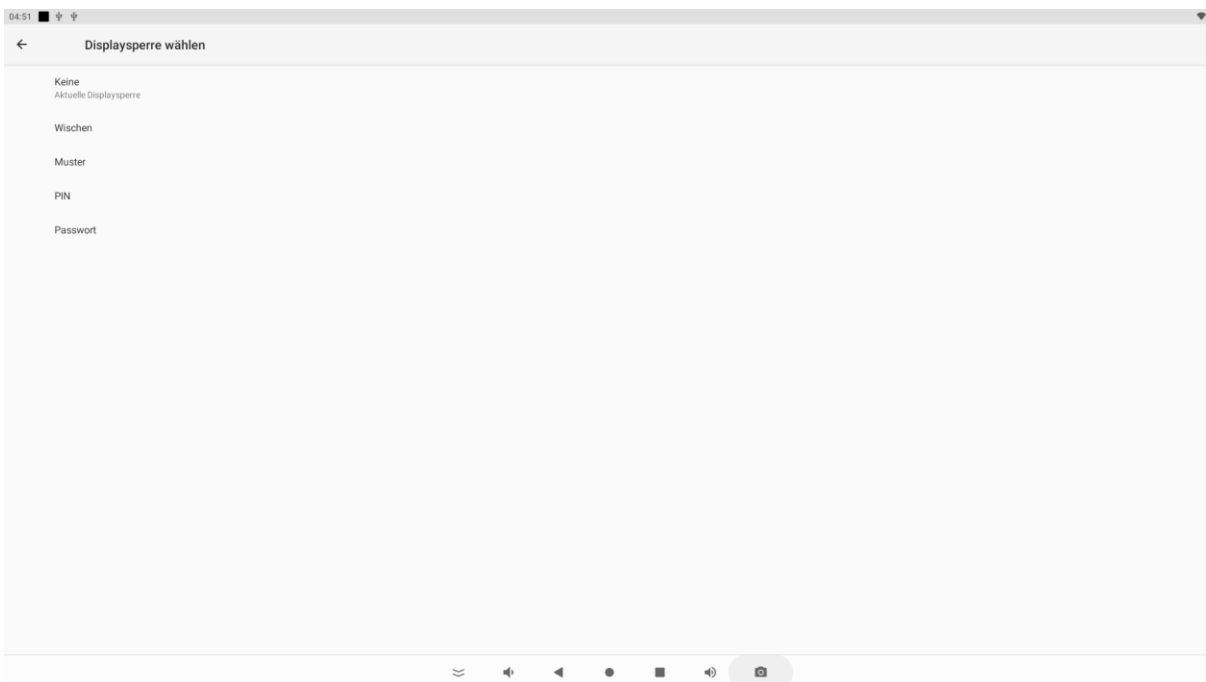 04:51
Displaysperre wählen
Keine
Aktuelle Displaysperre
Wischen
Muster
PIN
Passwort